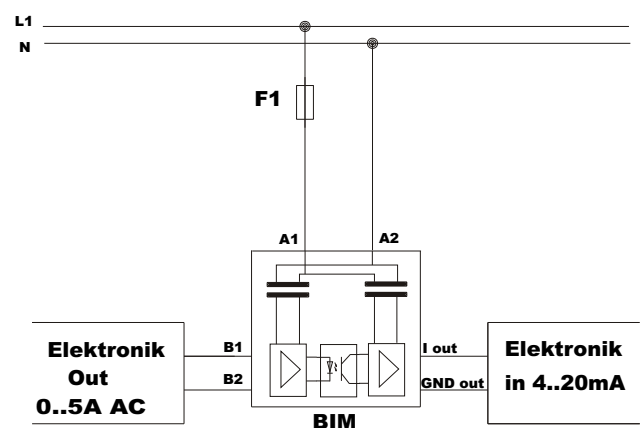 L1
N
F1
A1
A2
Elektronik
Out
0..5A AC
B1
B2
I out
GND out
Elektronik
in 4..20mA
BIM